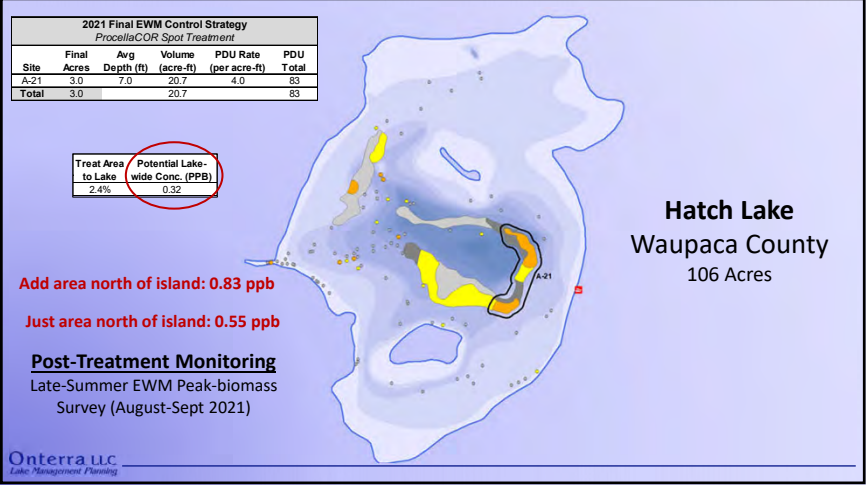 2021 Final EWM Control Strategy
ProcellaCOR Spot Treatment
Site Final Acres Avg Depth (ft) Volume (acre-ft) PDU Rate (per acre-ft) PDU Total
A-21 3.0 7.0 20.7 4.0 83
Total 3.0 20.7 83
Treat Area to Lake Potential Lake-wide Conc. (PPB)
2.4% 0.32
Add area north of island: 0.83 ppb
Just area north of island: 0.55 ppb
Post-Treatment Monitoring
Late-Summer EWM Peak-biomass
Survey (August-Sept 2021)
A-21
Hatch Lake
Waupaca County
106 Acres
Onterra LLC
Lake Management Planning